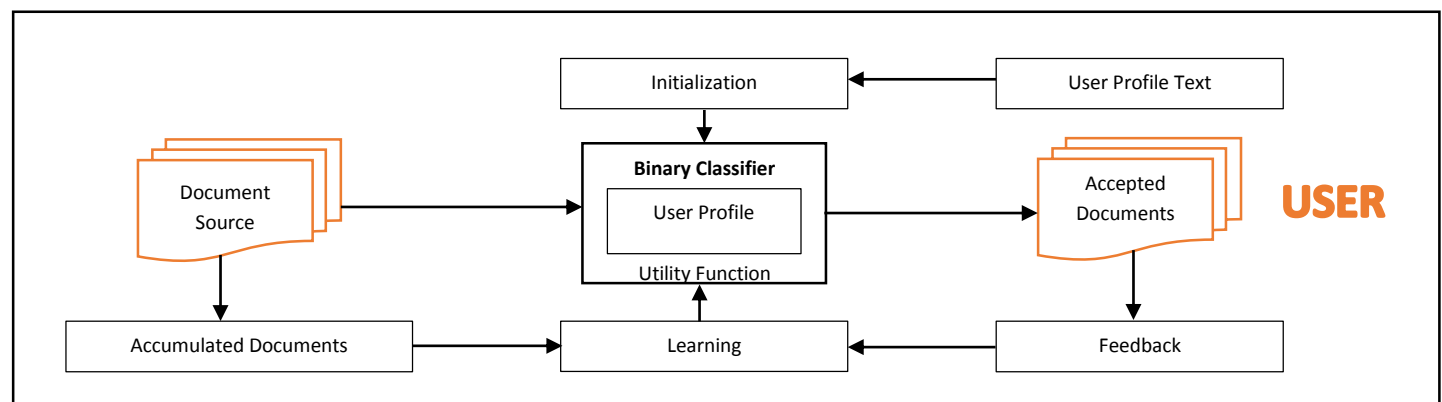 Initialization
User Profile Text
Document
Source
Binary Classifier
User Profile
Utility Function
Accepted
Documents
USER
Accumulated Documents
Learning
Feedback